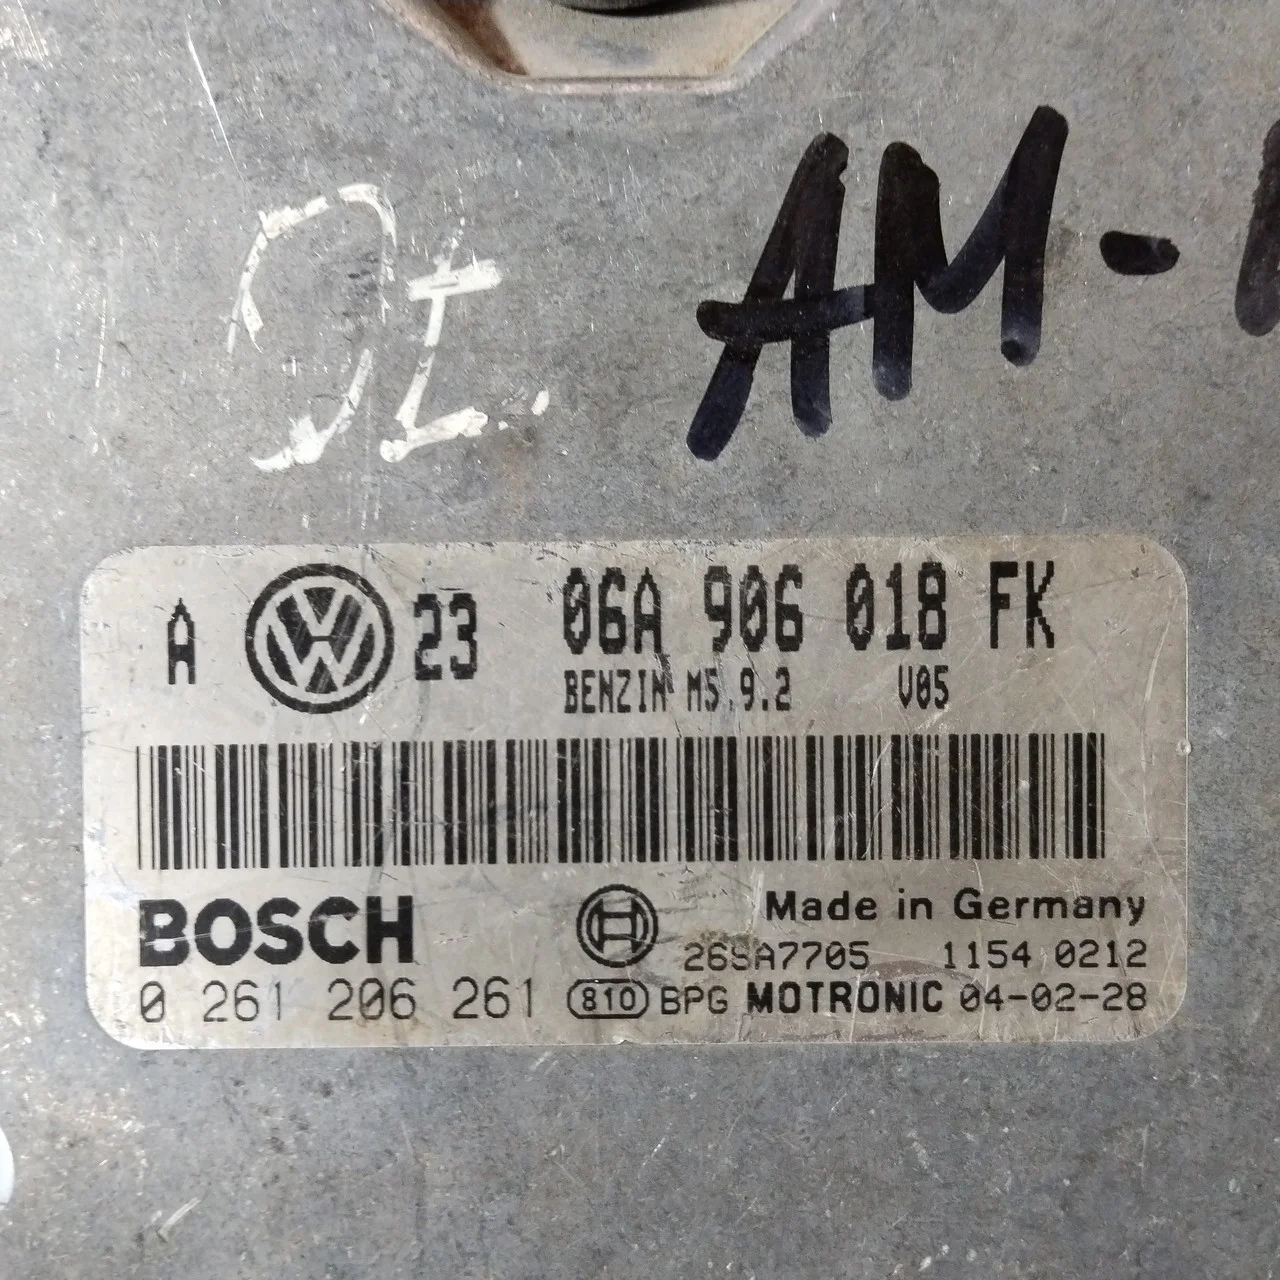 AM-
A 23 06A 906 018 FK
BENZIN M5.9.2 V05
BOSCH Made in Germany
26SA7705 1154 0212
0 261 206 261 810 BPG MOTRONIC 04-02-28